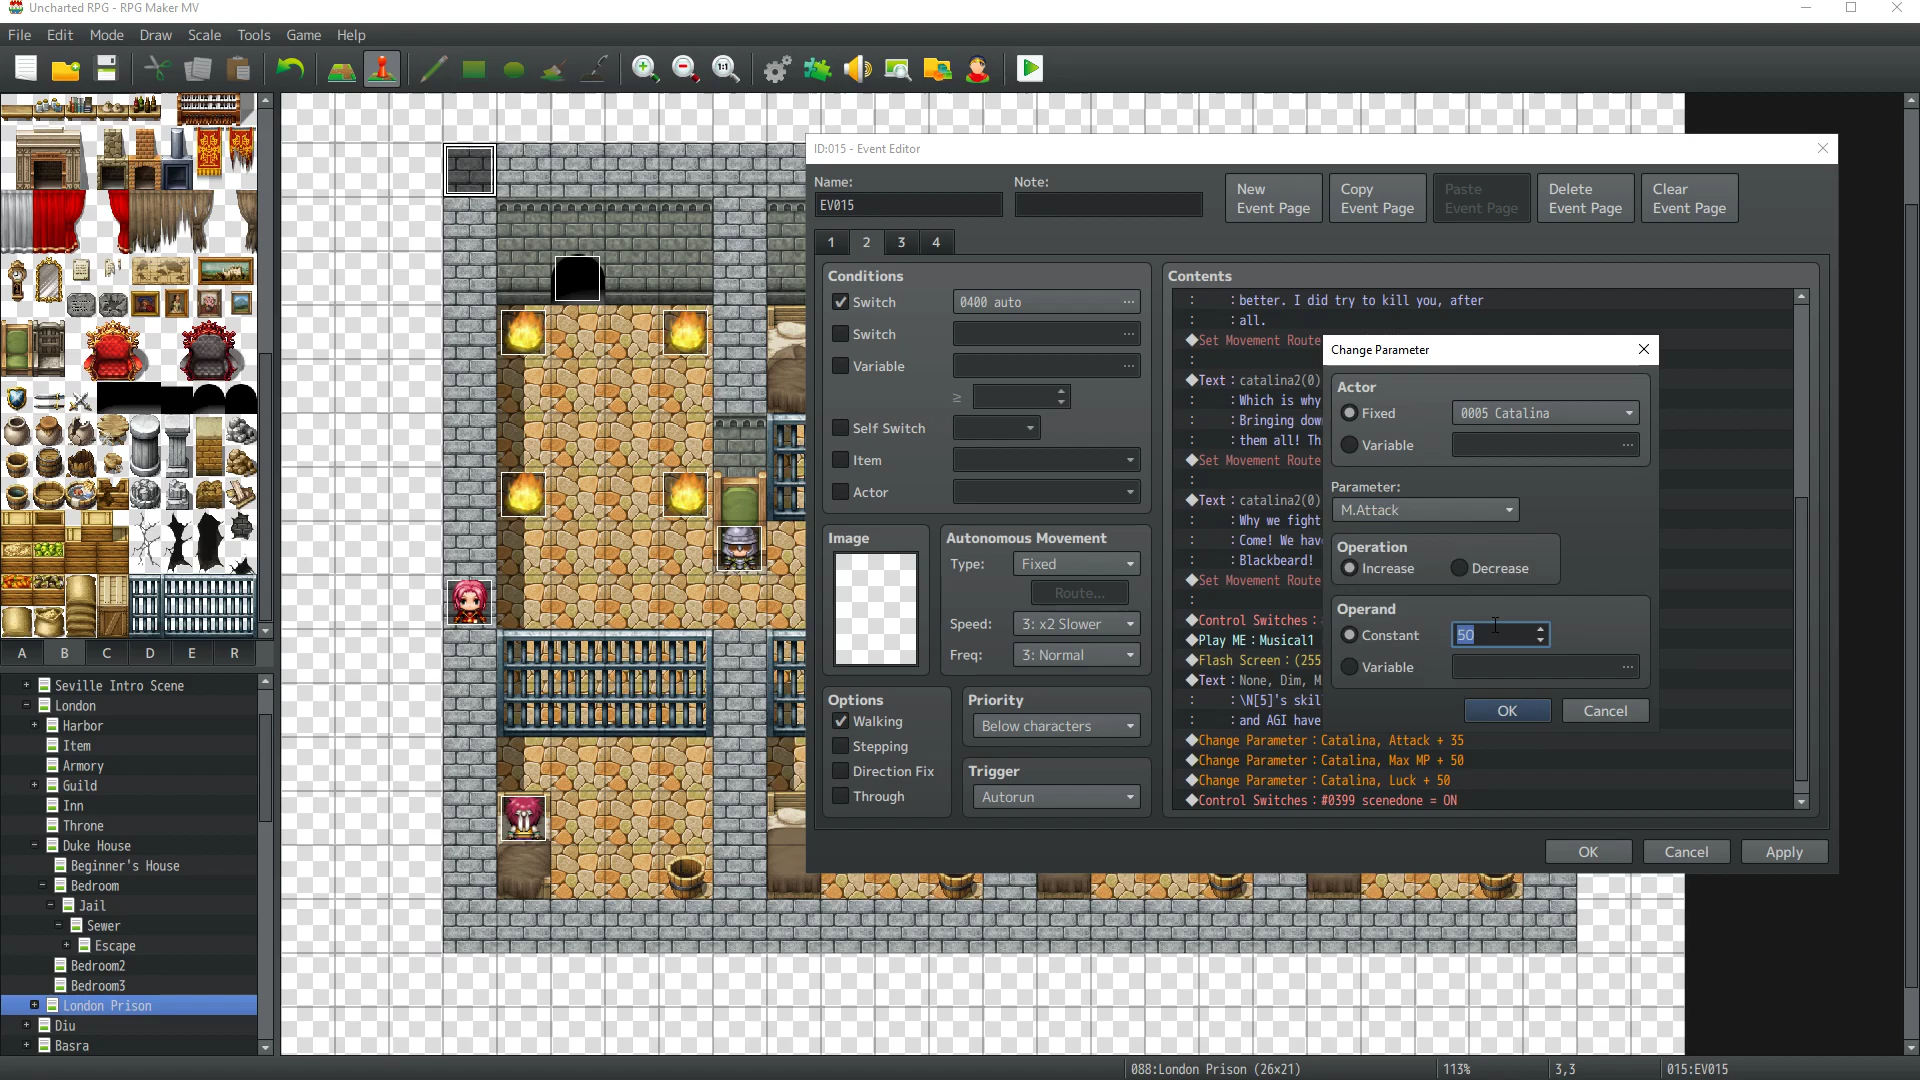 Uncharted RPG - RPG Maker MV
File Edit Mode Draw Scale Tools Game Help
1:1
ID:015 - Event Editor
Name:
EV015
Note:
New Event Page
Copy Event Page
Paste Event Page
Delete Event Page
Clear Event Page
1 2 3 4
Conditions
Switch 0400 auto ...
Switch ...
Variable ...
≥
Self Switch
Item
Actor
Image
Autonomous Movement
Type: Fixed
Route...
Speed: 3: x2 Slower
Freq: 3: Normal
Options
Walking
Stepping
Direction Fix
Through
Priority
Below characters
Trigger
Autorun
Contents
: : better. I did try to kill you, after
: : all.
◆Set Movement Route
:
◆Text : catalina2(0)
: : Which is why
: : Bringing dow
: : them all! Th
◆Set Movement Route
:
◆Text : catalina2(0)
: : Why we fight
: : Come! We hav
: : Blackbeard!
◆Set Movement Route
:
◆Control Switches :
◆Play ME : Musical1
◆Flash Screen : (255
◆Text : None, Dim, M
: : \N[5]'s skil
: : and AGI have
◆Change Parameter : Catalina, Attack + 35
◆Change Parameter : Catalina, Max MP + 50
◆Change Parameter : Catalina, Luck + 50
◆Control Switches : #0399 scenedone = ON
Change Parameter
Actor
Fixed 0005 Catalina
Variable ...
Parameter:
M.Attack
Operation
Increase Decrease
Operand
Constant 50
Variable ...
OK Cancel
OK Cancel Apply
A B C D E R
Seville Intro Scene
London
Harbor
Item
Armory
Guild
Inn
Throne
Duke House
Beginner's House
Bedroom
Jail
Sewer
Escape
Bedroom2
Bedroom3
London Prison
Diu
Basra
088:London Prison (26x21) 113% 3,3 015:EV015